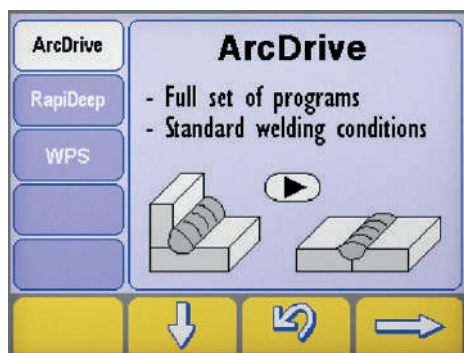 ArcDrive
RapiDeep
WPS
ArcDrive
- Full set of programs
- Standard welding conditions